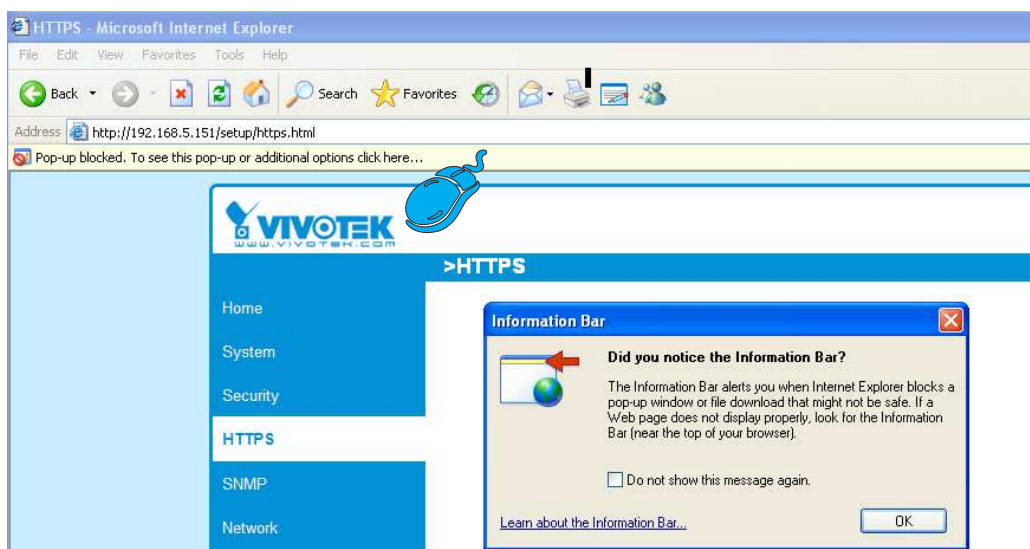 HTTPS - Microsoft Internet Explorer
File Edit View Favorites Tools Help
Back Search Favorites
Address http://192.168.5.151/setup/https.html
Pop-up blocked. To see this pop-up or additional options click here...
VIVOTEK
www.vivotek.com
>HTTPS
Home
System
Security
HTTPS
SNMP
Network
Information Bar
Did you notice the Information Bar?
The Information Bar alerts you when Internet Explorer blocks a
pop-up window or file download that might not be safe. If a
Web page does not display properly, look for the Information
Bar (near the top of your browser).
Do not show this message again.
Learn about the Information Bar...
OK